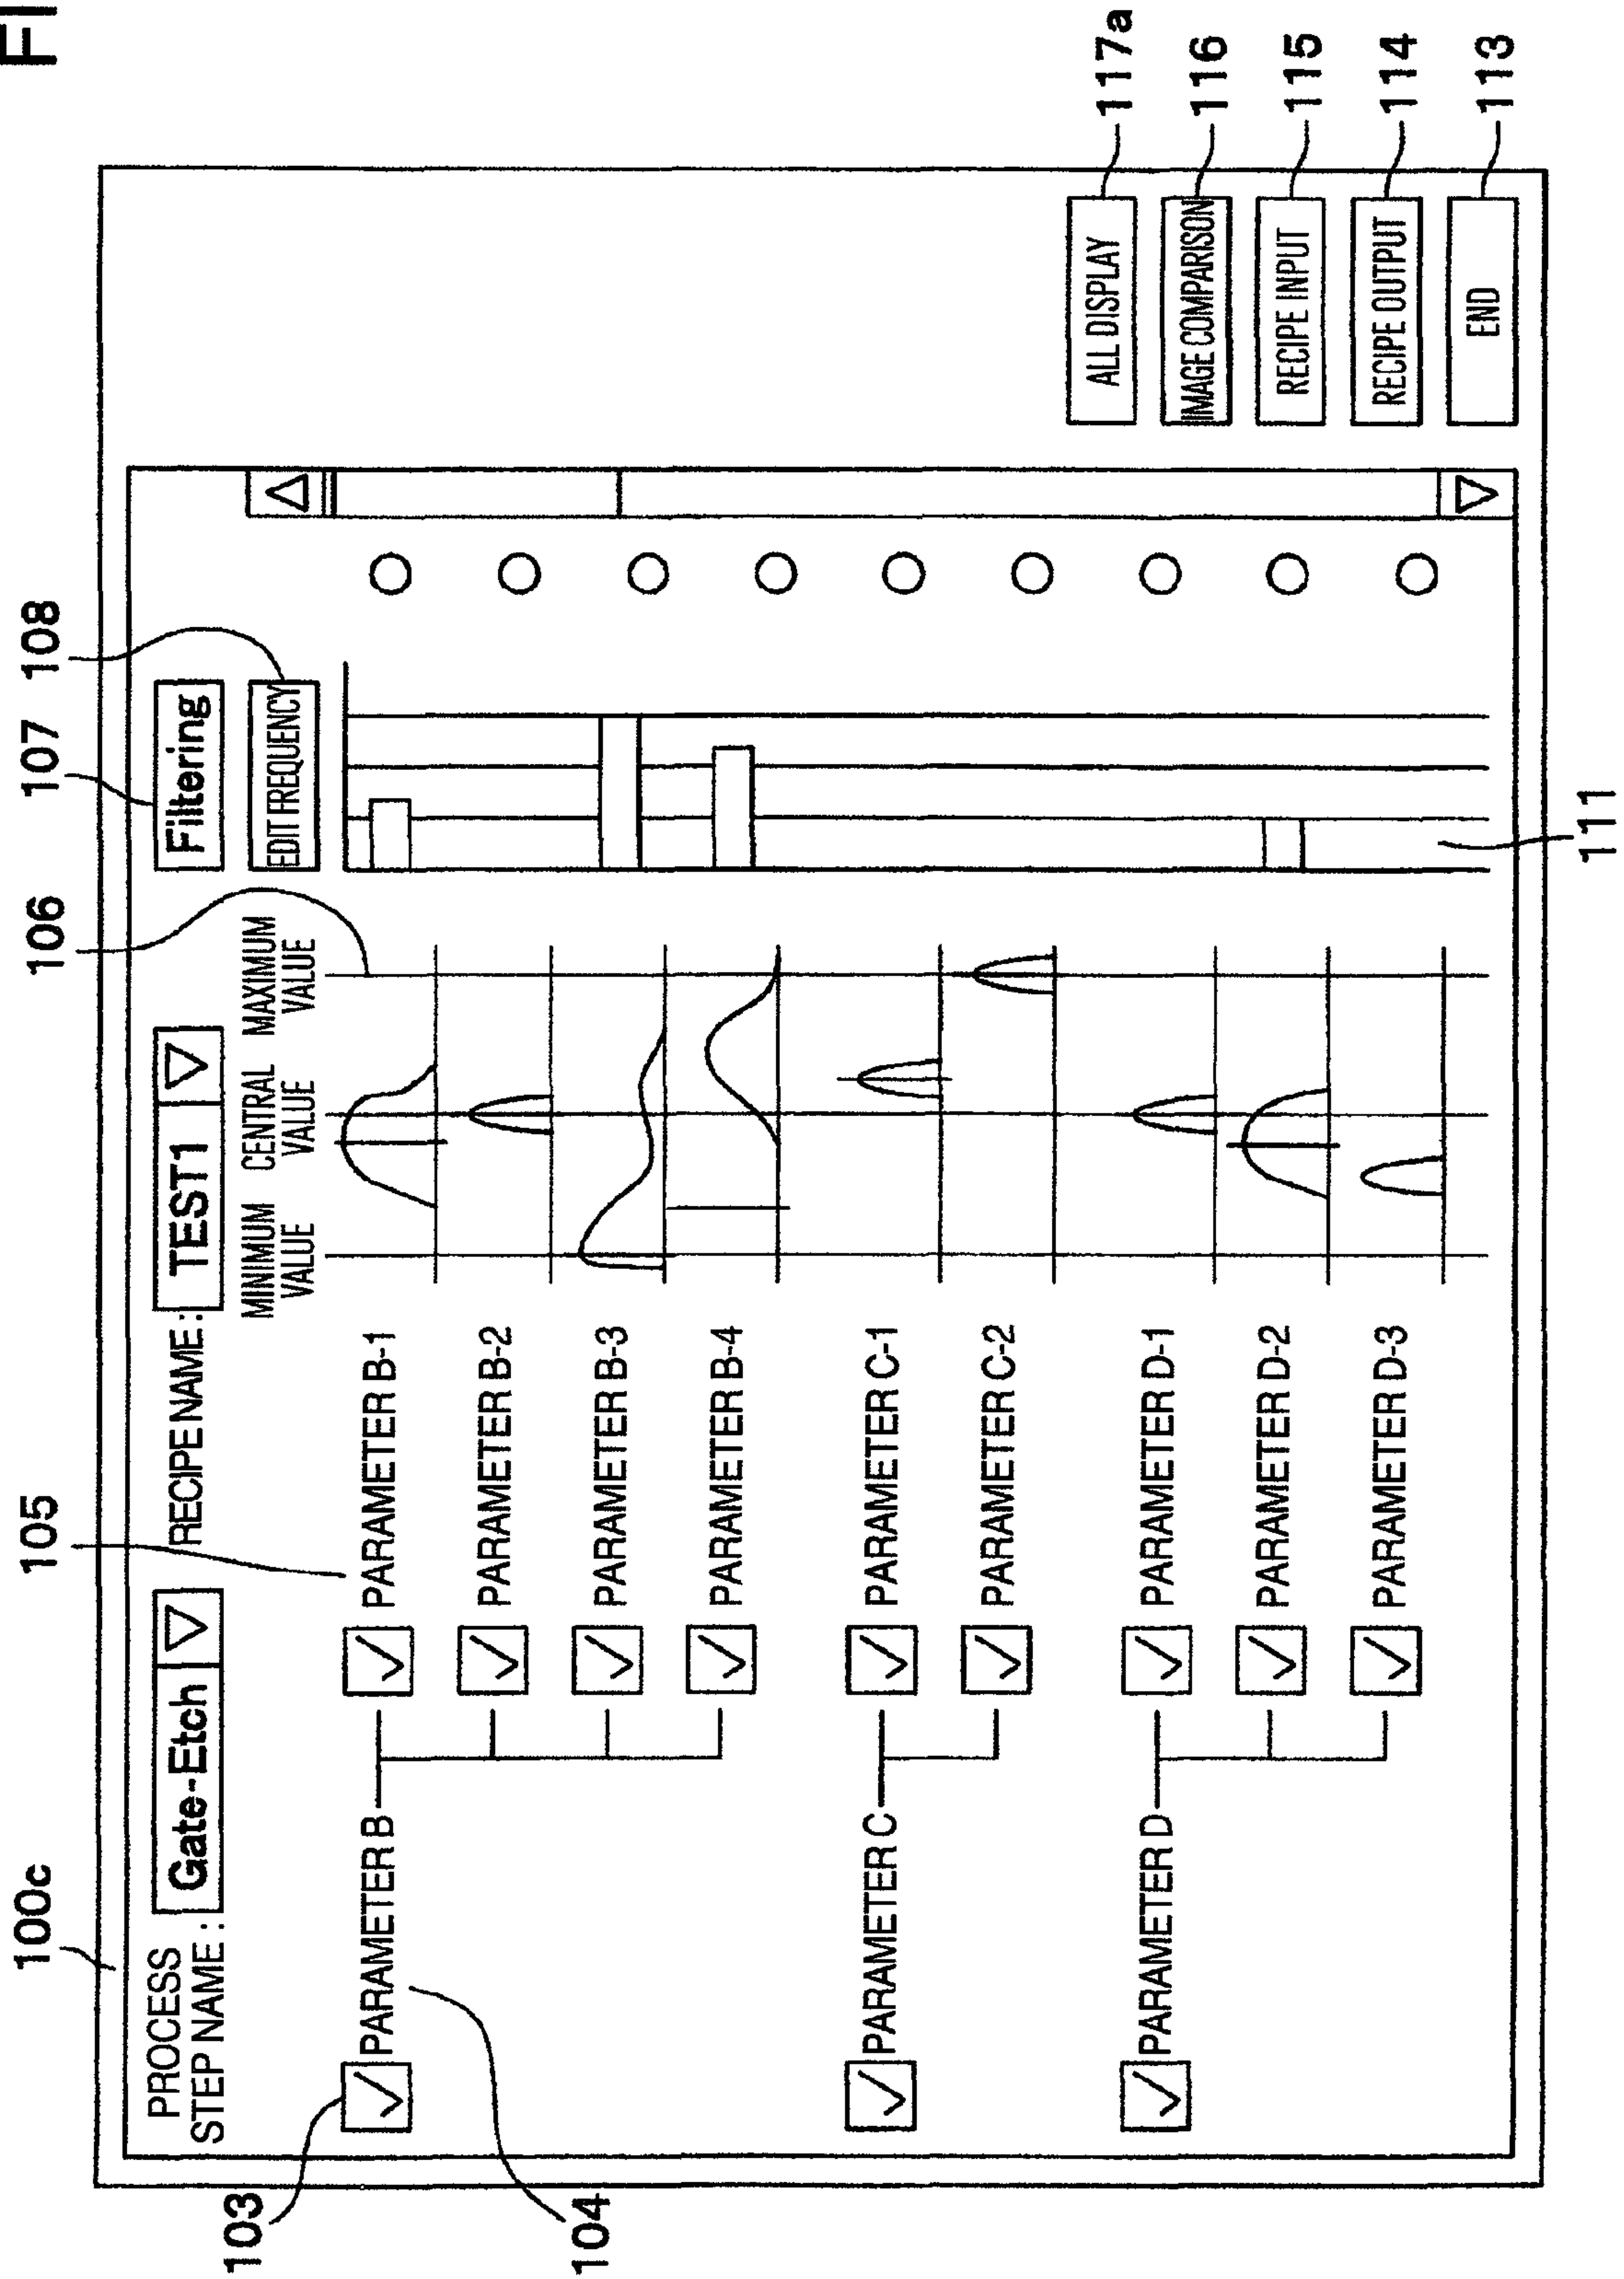 FI
100c
105
106
107
108
PROCESS
STEP NAME :
Gate-Etch
RECIPE NAME :
TEST1
Filtering
MINIMUM
VALUE
CENTRAL
VALUE
MAXIMUM
VALUE
EDIT FREQUENCY
103
104
PARAMETER B
PARAMETER B-1
PARAMETER B-2
PARAMETER B-3
PARAMETER B-4
PARAMETER C
PARAMETER C-1
PARAMETER C-2
PARAMETER D
PARAMETER D-1
PARAMETER D-2
PARAMETER D-3
111
ALL DISPLAY
117a
IMAGE COMPARISON
116
RECIPE INPUT
115
RECIPE OUTPUT
114
END
113